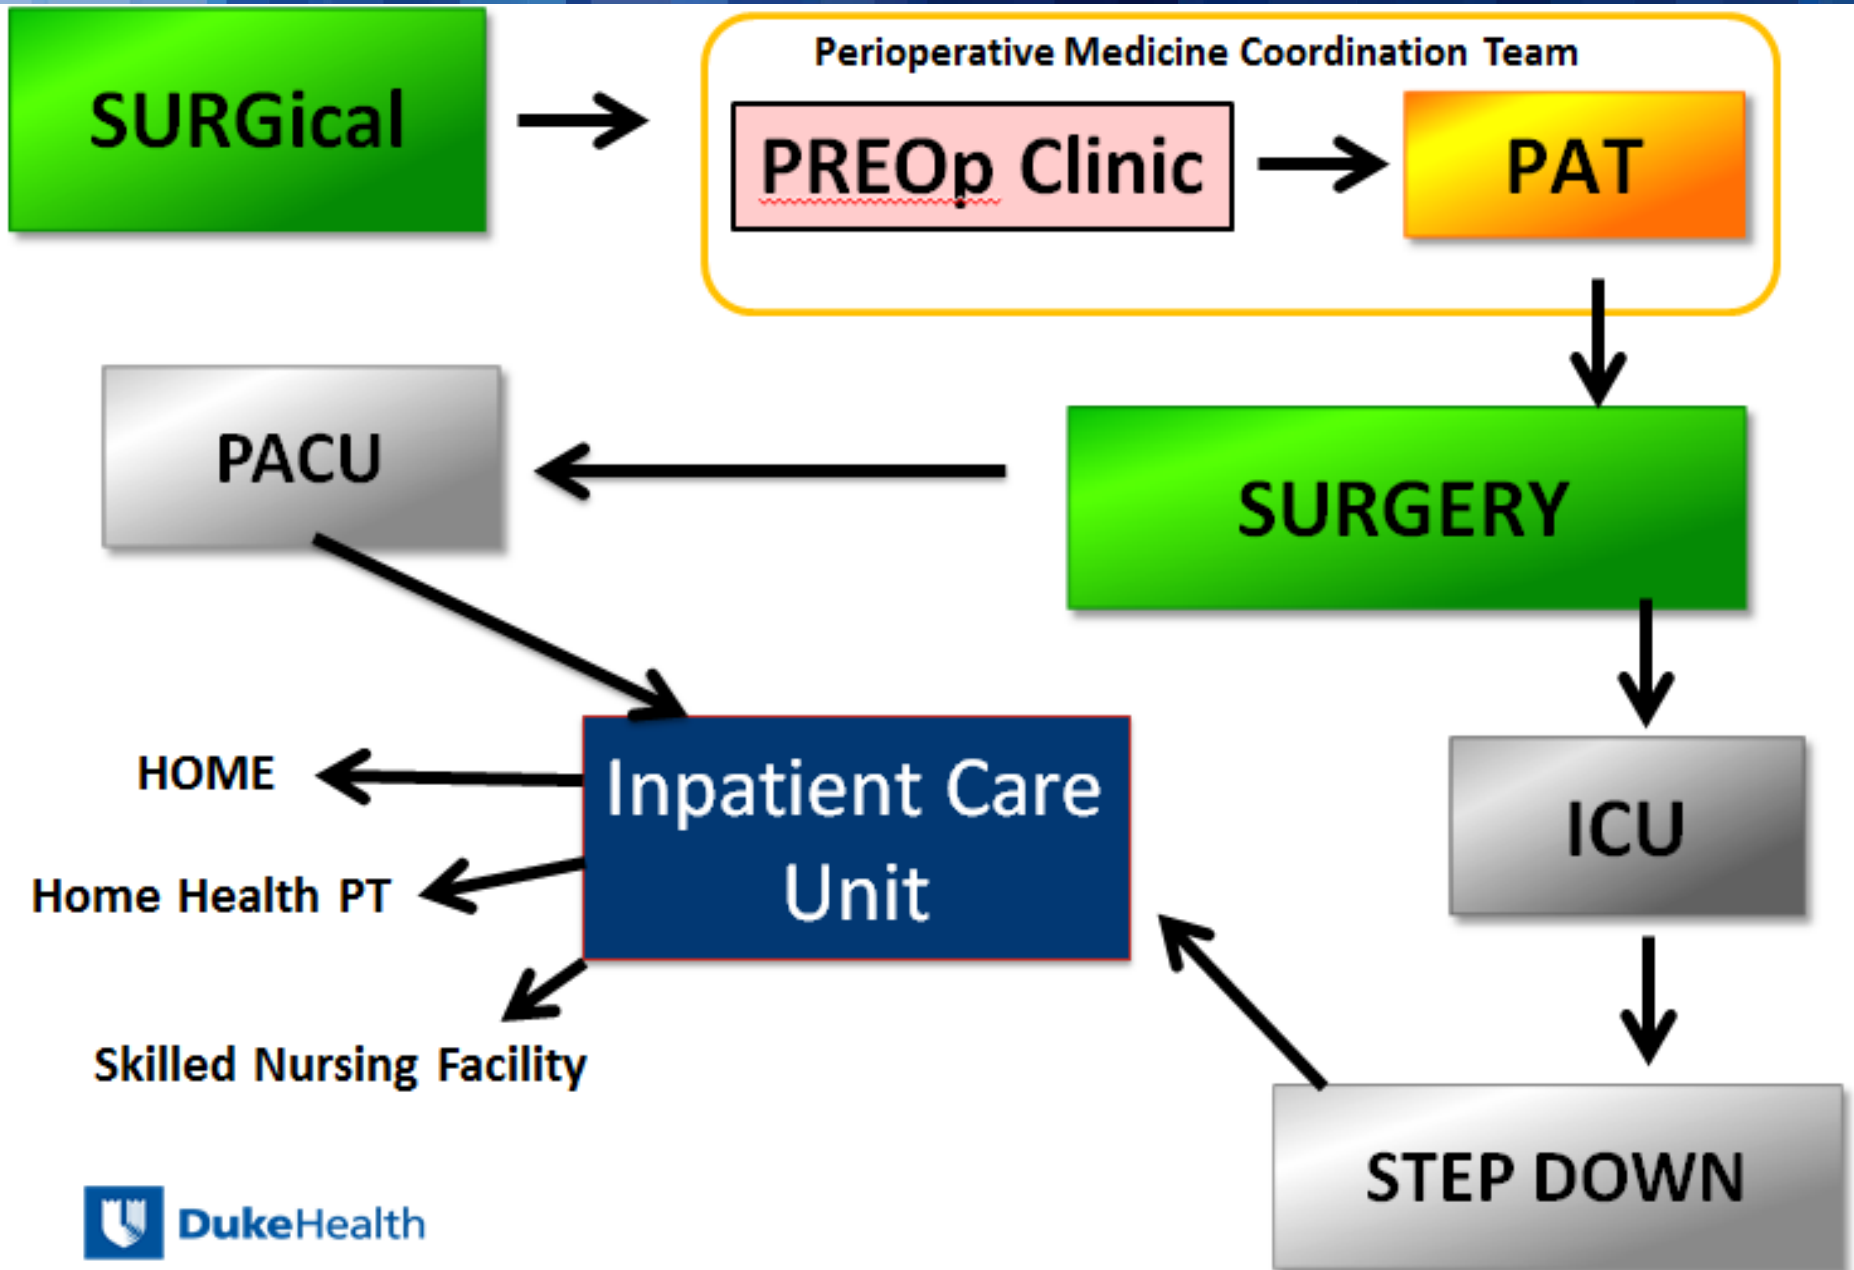 SURGical
Perioperative Medicine Coordination Team
PREOp Clinic
PAT
PACU
SURGERY
HOME
Inpatient Care
Unit
ICU
Home Health PT
Skilled Nursing Facility
STEP DOWN
DukeHealth